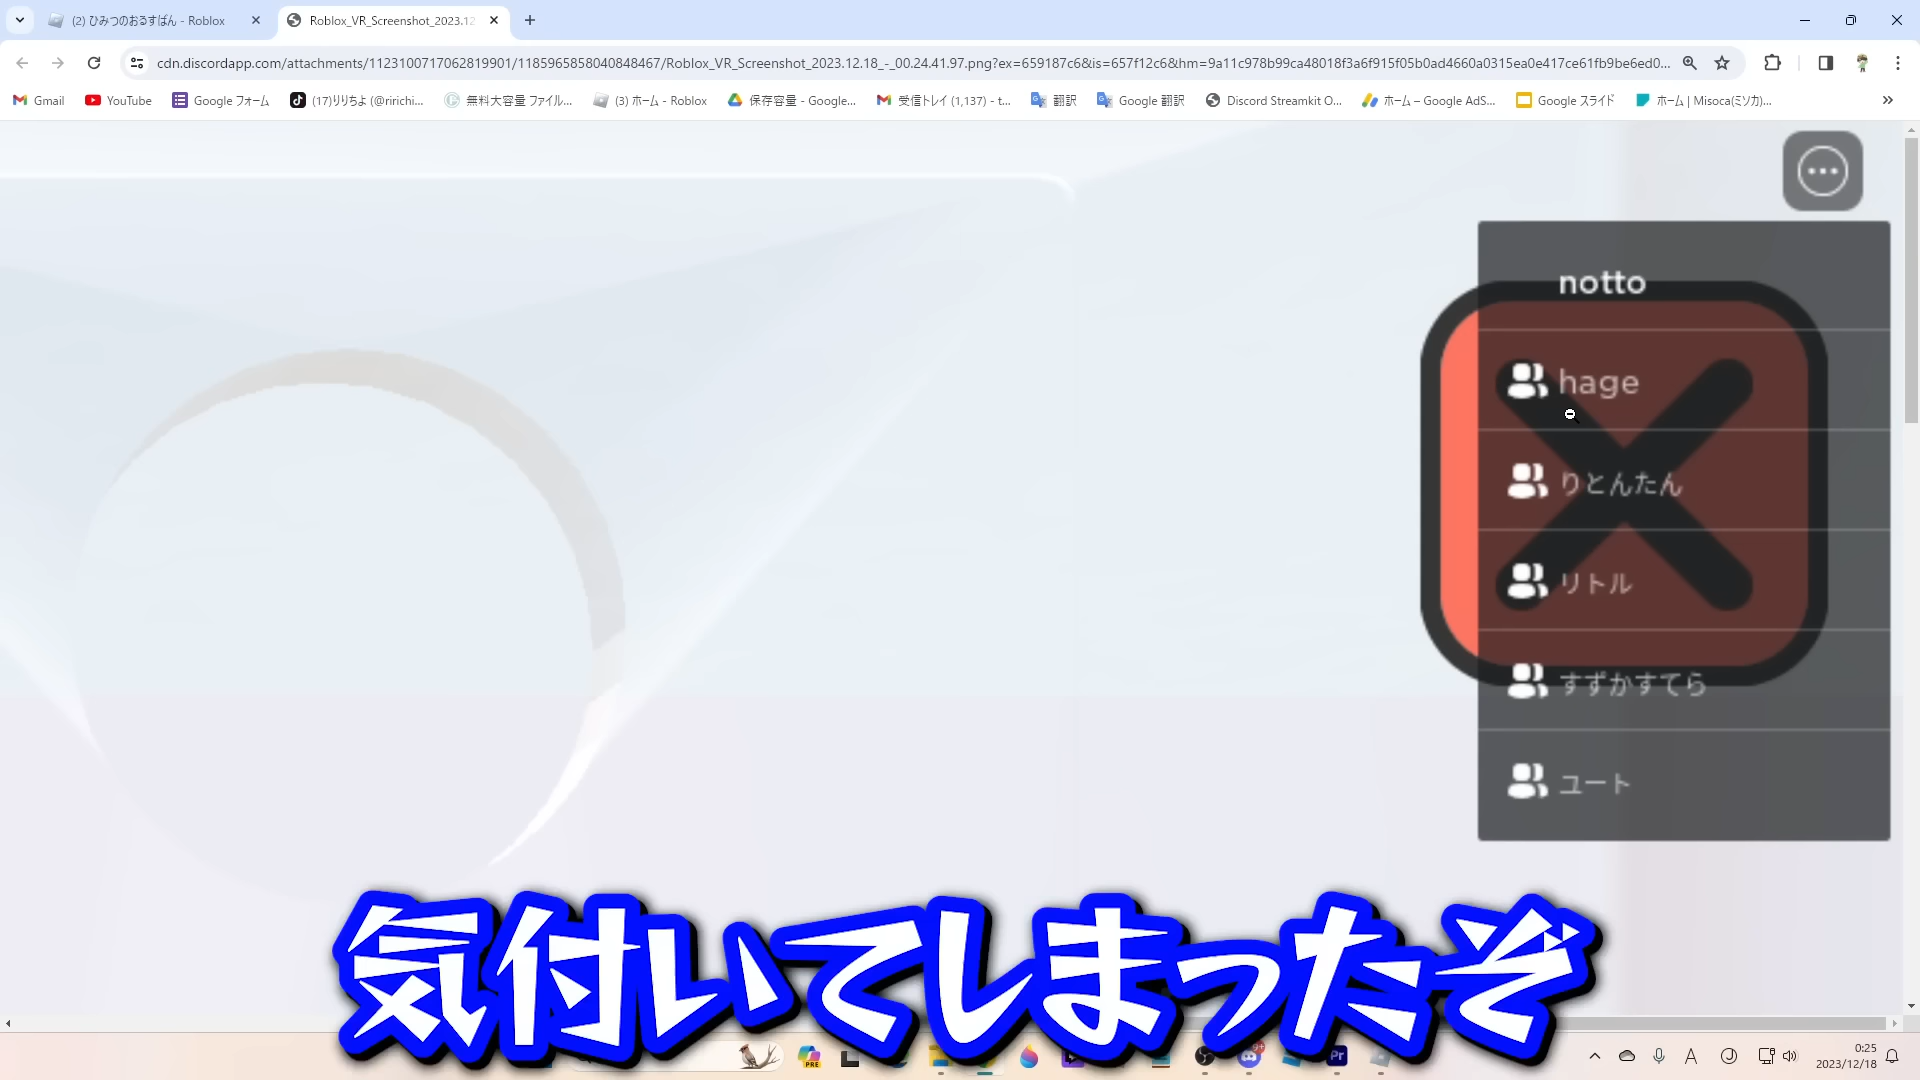 (2) ひみつのおるすばん - Roblox
Roblox_VR_Screenshot_2023.12
cdn.discordapp.com/attachments/1123100717062819901/1185965858040848467/Roblox_VR_Screenshot_2023.12.18_-_00.24.41.97.png?ex=659187c6&is=657f12c6&hm=9a11c978b99ca48018f3a6f915f05b0ad4660a0315ea0e417ce61fb9be6ed0...
Gmail
YouTube
Google フォーム
(17)りりちよ (@ririchi...
無料大容量 ファイル...
(3) ホーム - Roblox
保存容量 - Google...
受信トレイ (1,137) - t...
翻訳
Google 翻訳
Discord Streamkit O...
ホーム – Google AdS...
Google スライド
ホーム | Misoca(ミソカ)...
notto
hage
りとんたん
リトル
すずかすてら
ユート
気付いてしまったぞ
PRE
9+
Pr
A
0:25
2023/12/18